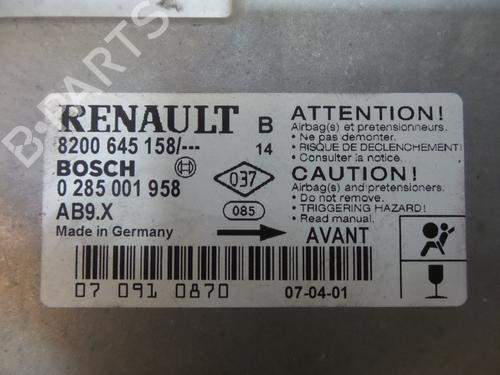 RENAULT B
8200 645 158/--- 14
BOSCH
0 285 001 958
037
AB9.X
085
Made in Germany
AVANT
ATTENTION!
Airbag(s) et pretensionneurs.
• Ne pas demonter.
• RISQUE DE DECLENCHEMENT!
• Consulter la notice.
CAUTION!
Airbag(s) and pretensioners.
• Do not remove.
• TRIGGERING HAZARD!
• Read manual.
07 091 0870
07-04-01
B-PARTS